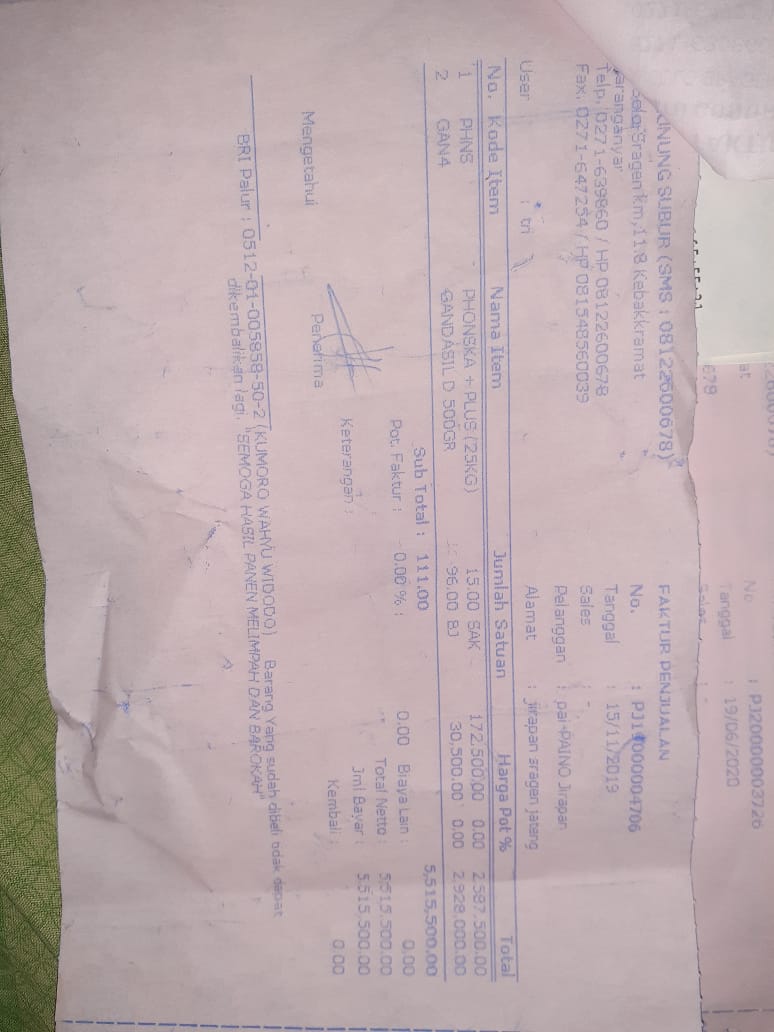 678
No : PJ20000003726
Tanggal : 19/06/2020
Sales :
GUNUNG SUBUR (SMS : 08122600678)
Solo Sragen km,11.8 Kebakkramat
Karanganyar
Telp. 0271-639860 / HP 08122600678
Fax. 0271-647254 / HP 081548560039
User : tri
FAKTUR PENJUALAN
No. : PJ19000004706
Tanggal : 15/11/2019
Sales : -
Pelanggan : pai-PAINO Jirapan
Alamat : jirapan sragen jateng
No. Kode Item Nama Item Jumlah Satuan Harga Pot % Total
1 PHNS PHONSKA + PLUS (25KG) 15.00 SAK 172,500.00 0.00 2,587,500.00
2 GAN4 GANDASIL D 500GR 96.00 BJ 30,500.00 0.00 2,928,000.00
Sub Total : 111.00 5,515,500.00
Pot. Faktur : 0.00 % : 0.00 Biaya Lain : 0.00
Total Netto : 5,515,500.00
Keterangan : Jml Bayar : 5,515,500.00
Kembali : 0.00
Mengetahui Penerima
BRI Palur : 0512-01-005858-50-2 (KUMORO WAHYU WIDODO) Barang Yang sudah dibeli tidak dapat
dikembalikan lagi. "SEMOGA HASIL PANEN MELIMPAH DAN BAROKAH"